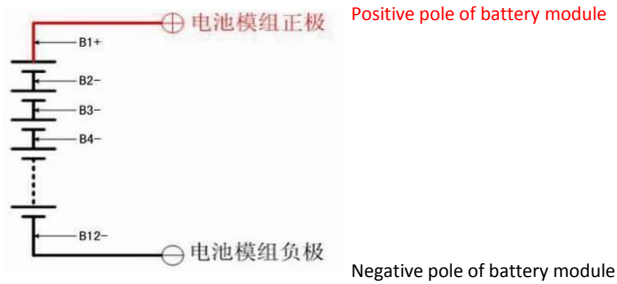 电池模组正极
Positive pole of battery module
B1+
B2-
B3-
B4-
B12-
电池模组负极
Negative pole of battery module